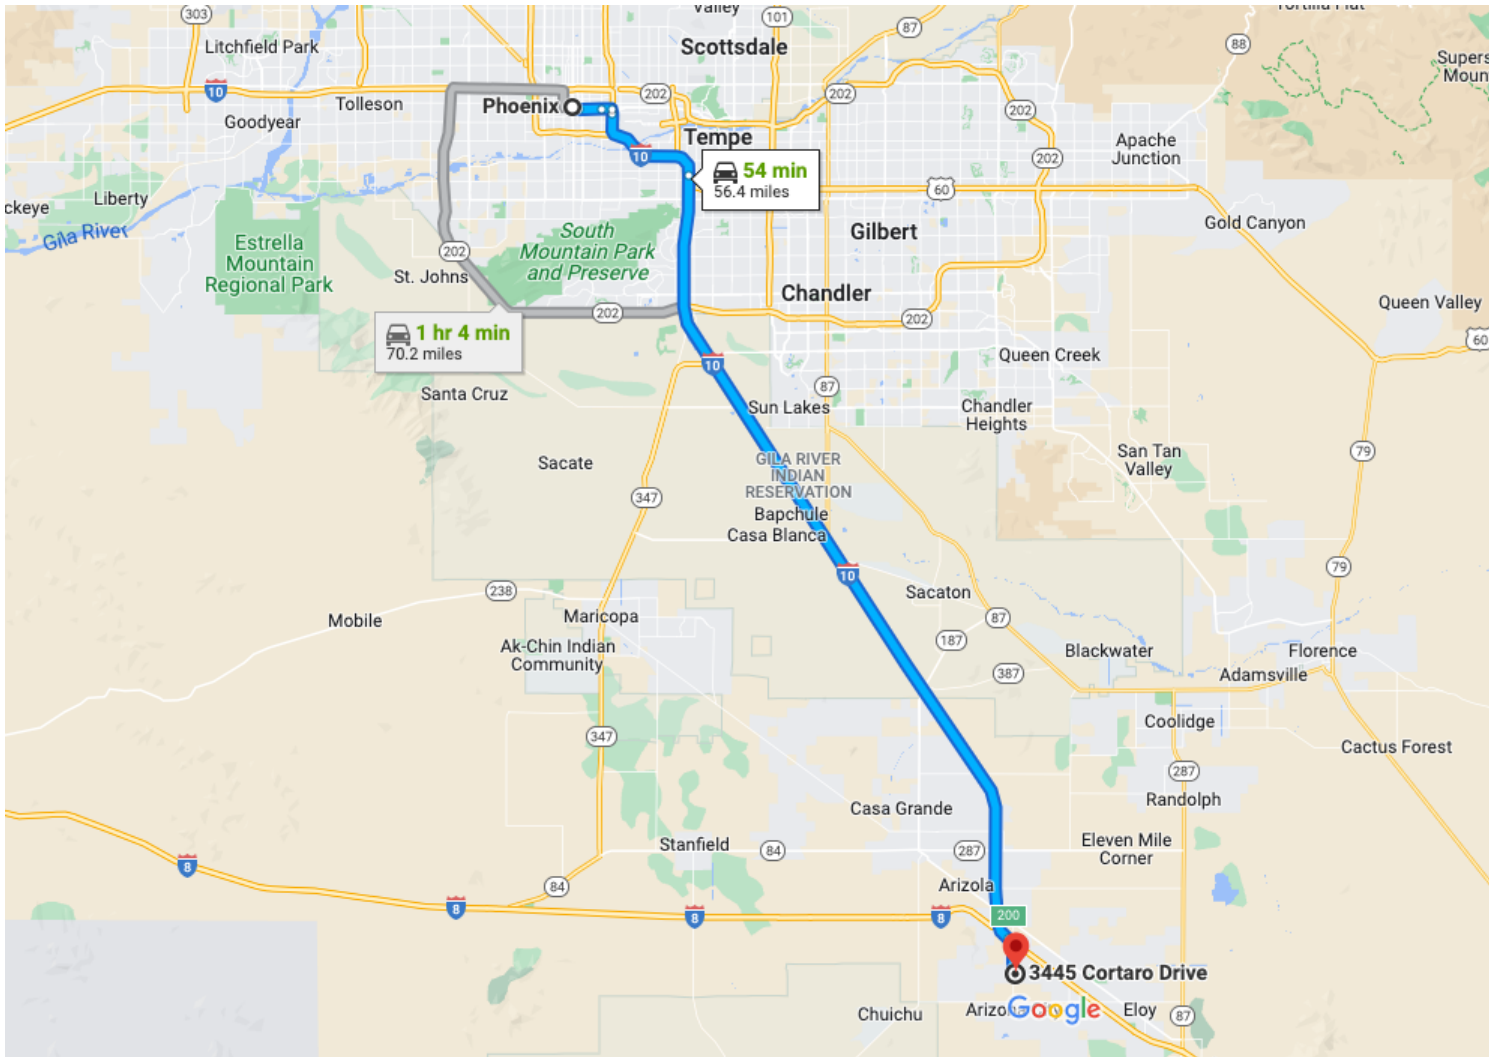 Valley
Tortilla Flat
303
101
87
Litchfield Park
Scottsdale
88
Supers
Moun
10
Tolleson
Phoenix
202
202
202
Goodyear
Tempe
Apache
Junction
10
202
54 min
56.4 miles
60
Liberty
ckeye
Gila River
Gold Canyon
South
Mountain Park
and Preserve
Gilbert
Estrella
Mountain
Regional Park
202
St. Johns
Chandler
Queen Valley
202
202
1 hr 4 min
70.2 miles
60
Queen Creek
10
Santa Cruz
87
Sun Lakes
Chandler
Heights
Sacate
GILA RIVER
INDIAN
RESERVATION
San Tan
Valley
79
347
Bapchule
Casa Blanca
10
79
238
Sacaton
Mobile
Maricopa
87
187
Ak-Chin Indian
Community
Blackwater
Florence
387
Adamsville
Coolidge
347
Cactus Forest
287
Randolph
Casa Grande
Stanfield
84
287
Eleven Mile
Corner
8
84
Arizola
8
8
8
200
3445 Cortaro Drive
Chuichu
Arizo
Google
Eloy
87